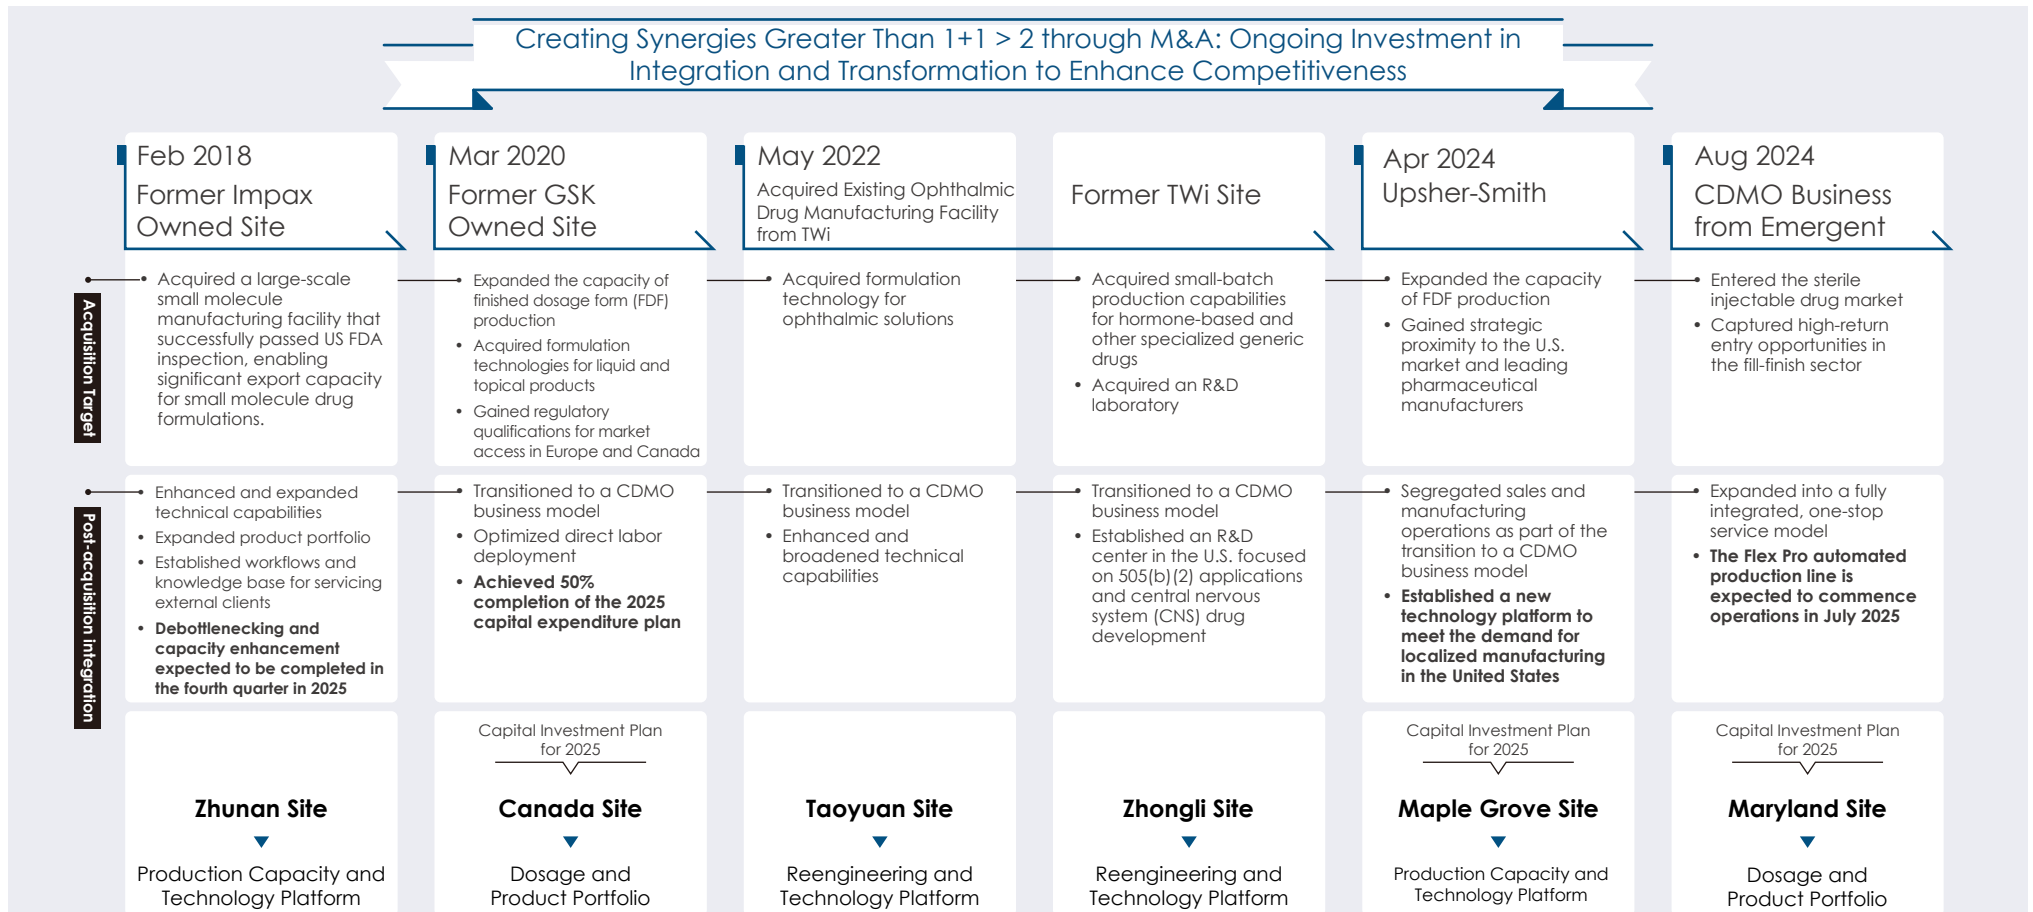 Creating Synergies Greater Than 1+1 > 2 through M&A: Ongoing Investment in
Integration and Transformation to Enhance Competitiveness
Feb 2018
Former Impax
Owned Site
Mar 2020
Former GSK
Owned Site
May 2022
Acquired Existing Ophthalmic
Drug Manufacturing Facility
from TWi
Former TWi Site
Apr 2024
Upsher-Smith
Aug 2024
CDMO Business
from Emergent
Acquisition Target
• Acquired a large-scale
small molecule
manufacturing facility that
successfully passed US FDA
inspection, enabling
significant export capacity
for small molecule drug
formulations.
• Expanded the capacity of
finished dosage form (FDF)
production
• Acquired formulation
technologies for liquid and
topical products
• Gained regulatory
qualifications for market
access in Europe and Canada
• Acquired formulation
technology for
ophthalmic solutions
• Acquired small-batch
production capabilities
for hormone-based and
other specialized generic
drugs
• Acquired an R&D
laboratory
• Expanded the capacity
of FDF production
• Gained strategic
proximity to the U.S.
market and leading
pharmaceutical
manufacturers
• Entered the sterile
injectable drug market
• Captured high-return
entry opportunities in
the fill-finish sector
Post-acquisition integration
• Enhanced and expanded
technical capabilities
• Expanded product portfolio
• Established workflows and
knowledge base for servicing
external clients
• Debottlenecking and
capacity enhancement
expected to be completed in
the fourth quarter in 2025
• Transitioned to a CDMO
business model
• Optimized direct labor
deployment
• Achieved 50%
completion of the 2025
capital expenditure plan
• Transitioned to a CDMO
business model
• Enhanced and
broadened technical
capabilities
• Transitioned to a CDMO
business model
• Established an R&D
center in the U.S. focused
on 505(b)(2) applications
and central nervous
system (CNS) drug
development
• Segregated sales and
manufacturing
operations as part of the
transition to a CDMO
business model
• Established a new
technology platform to
meet the demand for
localized manufacturing
in the United States
• Expanded into a fully
integrated, one-stop
service model
• The Flex Pro automated
production line is
expected to commence
operations in July 2025
Zhunan Site
Production Capacity and
Technology Platform
Capital Investment Plan
for 2025
Canada Site
Dosage and
Product Portfolio
Taoyuan Site
Reengineering and
Technology Platform
Zhongli Site
Reengineering and
Technology Platform
Capital Investment Plan
for 2025
Maple Grove Site
Production Capacity and
Technology Platform
Capital Investment Plan
for 2025
Maryland Site
Dosage and
Product Portfolio